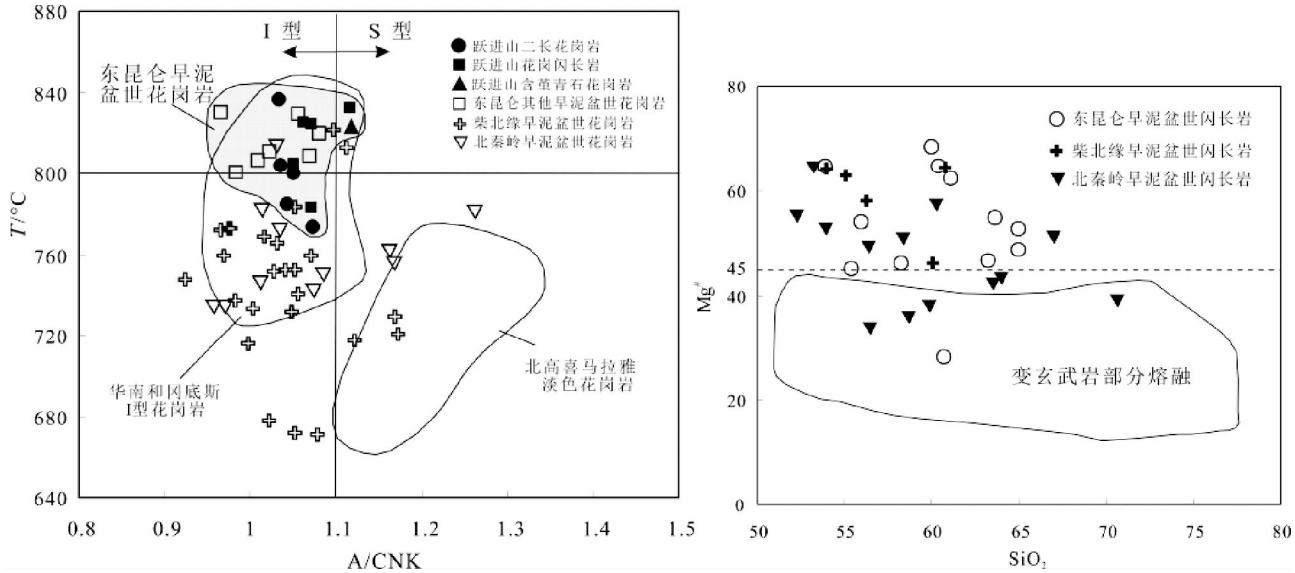 880
840
800
760
720
680
640
T/°C
0.8
0.9
1
1.1
1.2
1.3
1.4
1.5
A/CNK
I 型
S 型
东昆仑早泥
盆世花岗岩
跃进山二长花岗岩
跃进山花岗闪长岩
跃进山含堇青石花岗岩
东昆仑其他早泥盆世花岗岩
柴北缘早泥盆世花岗岩
北秦岭早泥盆世花岗岩
华南和冈底斯
I型花岗岩
北高喜马拉雅
淡色花岗岩
80
60
45
40
20
0
Mg#
50
55
60
65
70
75
80
SiO₂
东昆仑早泥盆世闪长岩
柴北缘早泥盆世闪长岩
北秦岭早泥盆世闪长岩
变玄武岩部分熔融